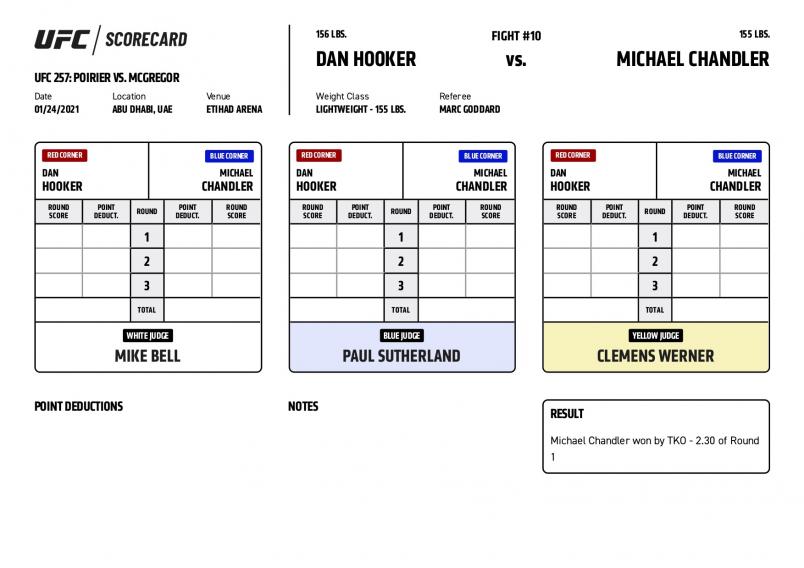 UFC / SCORECARD
UFC 257: POIRIER VS. MCGREGOR
Date Location Venue
01/24/2021 ABU DHABI, UAE ETIHAD ARENA
156 LBS. FIGHT #10 155 LBS.
DAN HOOKER vs. MICHAEL CHANDLER
Weight Class Referee
LIGHTWEIGHT - 155 LBS. MARC GODDARD
RED CORNER BLUE CORNER
DAN MICHAEL
HOOKER CHANDLER
ROUND POINT ROUND POINT ROUND
SCORE DEDUCT. DEDUCT. SCORE
1
2
3
TOTAL
WHITE JUDGE
MIKE BELL
RED CORNER BLUE CORNER
DAN MICHAEL
HOOKER CHANDLER
ROUND POINT ROUND POINT ROUND
SCORE DEDUCT. DEDUCT. SCORE
1
2
3
TOTAL
BLUE JUDGE
PAUL SUTHERLAND
RED CORNER BLUE CORNER
DAN MICHAEL
HOOKER CHANDLER
ROUND POINT ROUND POINT ROUND
SCORE DEDUCT. DEDUCT. SCORE
1
2
3
TOTAL
YELLOW JUDGE
CLEMENS WERNER
POINT DEDUCTIONS
NOTES
RESULT
Michael Chandler won by TKO - 2.30 of Round
1